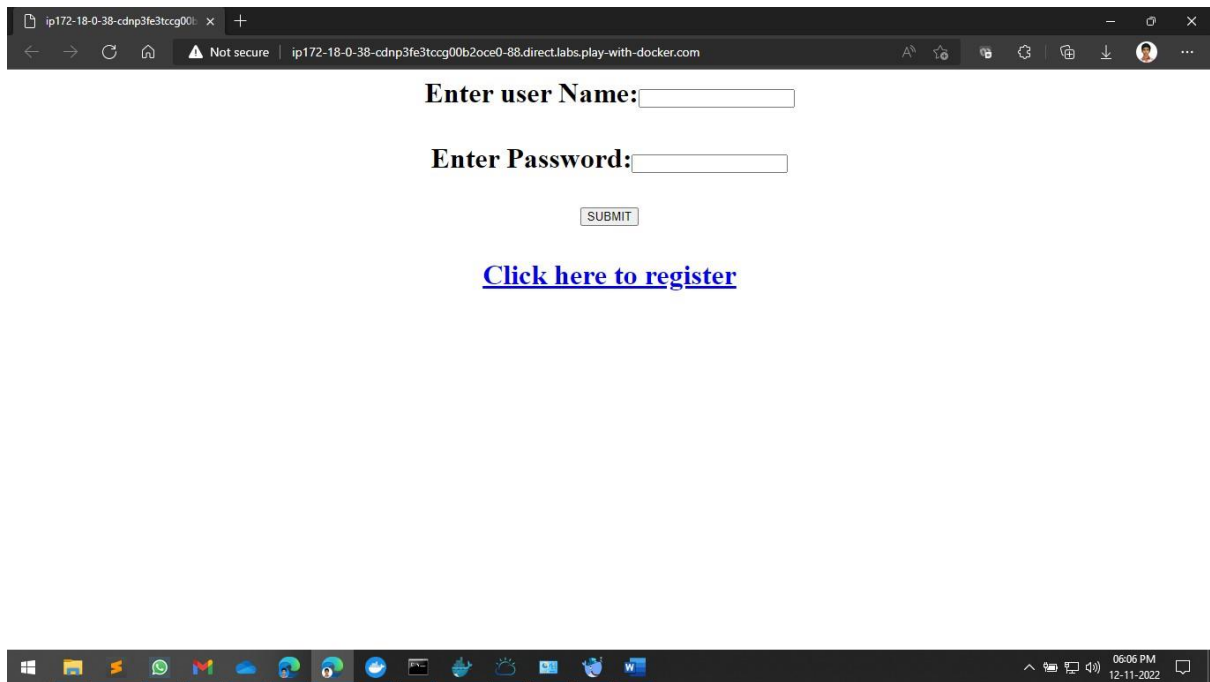 ip172-18-0-38-cdnp3fe3tccg00b
Not secure | ip172-18-0-38-cdnp3fe3tccg00b2oce0-88.direct.labs.play-with-docker.com
Enter user Name:
Enter Password:
SUBMIT
Click here to register
06:06 PM
12-11-2022